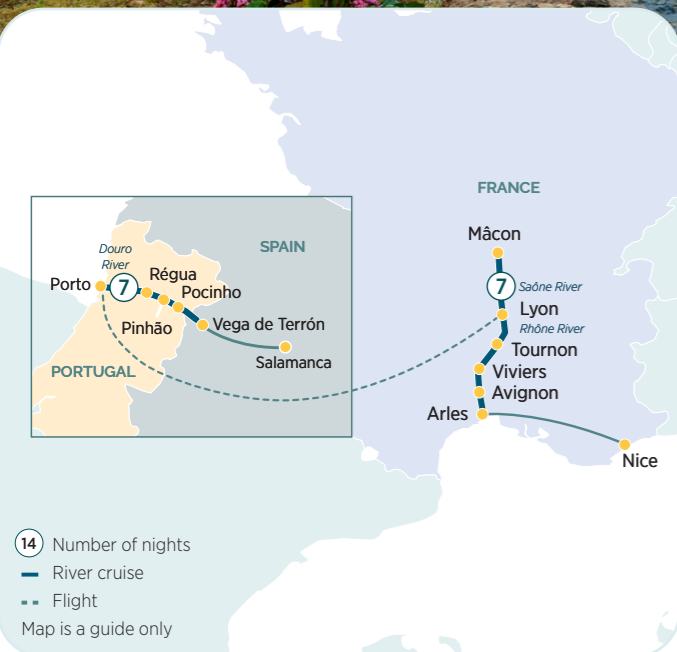 FRANCE
Mâcon
7
Saône River
Lyon
Rhône River
Tournon
Viviers
Avignon
Arles
Nice
SPAIN
Douro
River
Porto
7
Régua
Pocinho
Pinhão
Vega de Terrón
Salamanca
PORTUGAL
14 Number of nights
River cruise
Flight
Map is a guide only